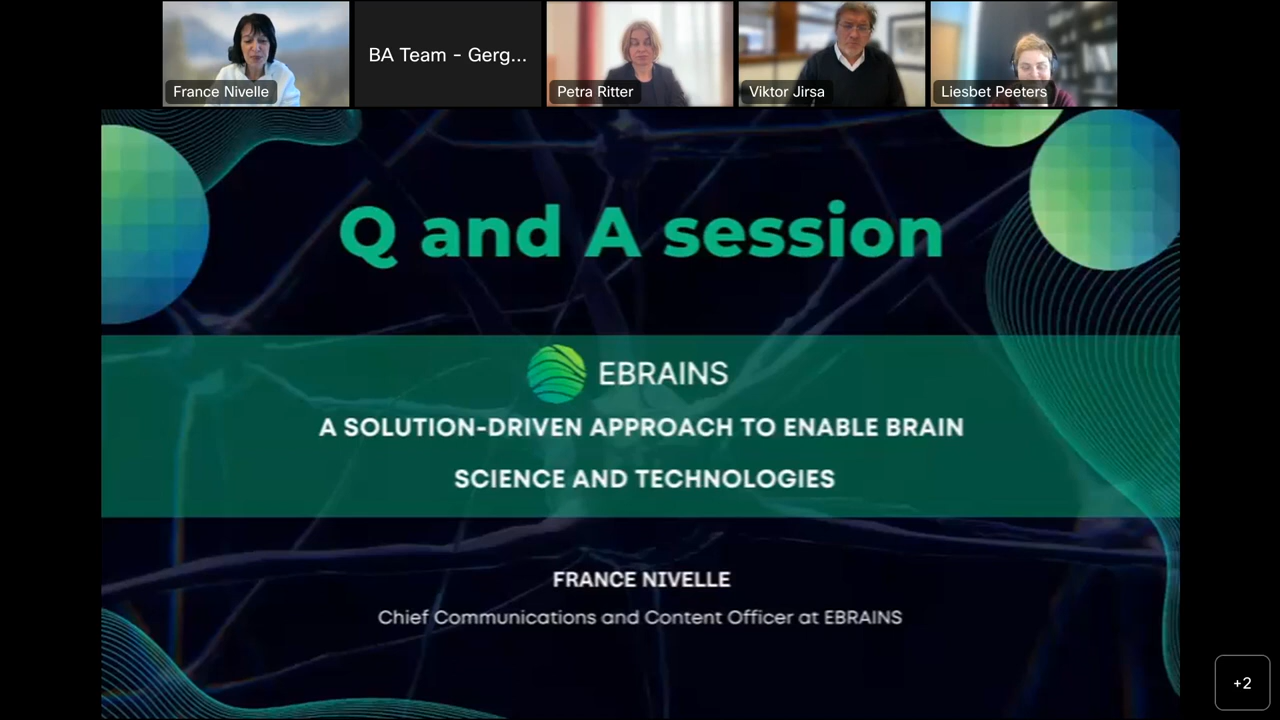 France Nivelle
BA Team - Gerg...
Petra Ritter
Viktor Jirsa
Liesbet Peeters
Q and A session
EBRAINS
A SOLUTION-DRIVEN APPROACH TO ENABLE BRAIN
SCIENCE AND TECHNOLOGIES
FRANCE NIVELLE
Chief Communications and Content Officer at EBRAINS
+2